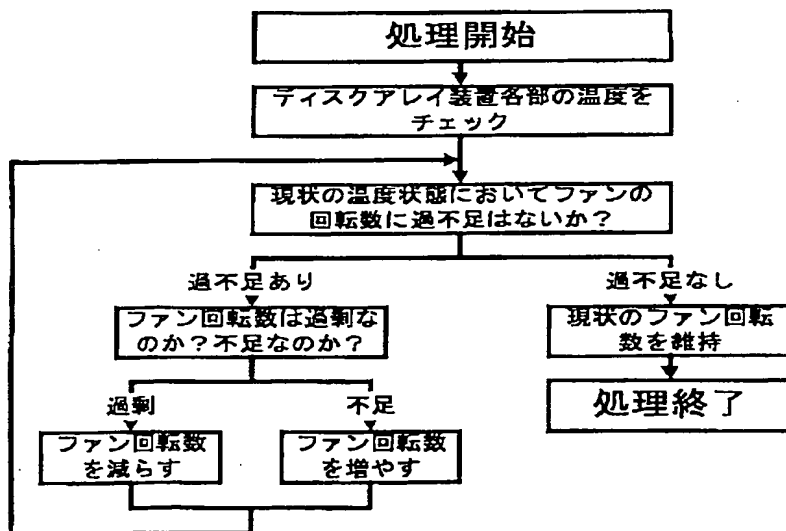 処理開始
ディスクアレイ装置各部の温度を
チェック
現状の温度状態においてファンの
回転数に過不足はないか？
過不足あり
過不足なし
ファン回転数は過剰な
のか？不足なのか？
現状のファン回転
数を維持
過剰
不足
処理終了
ファン回転数
を減らす
ファン回転数
を増やす